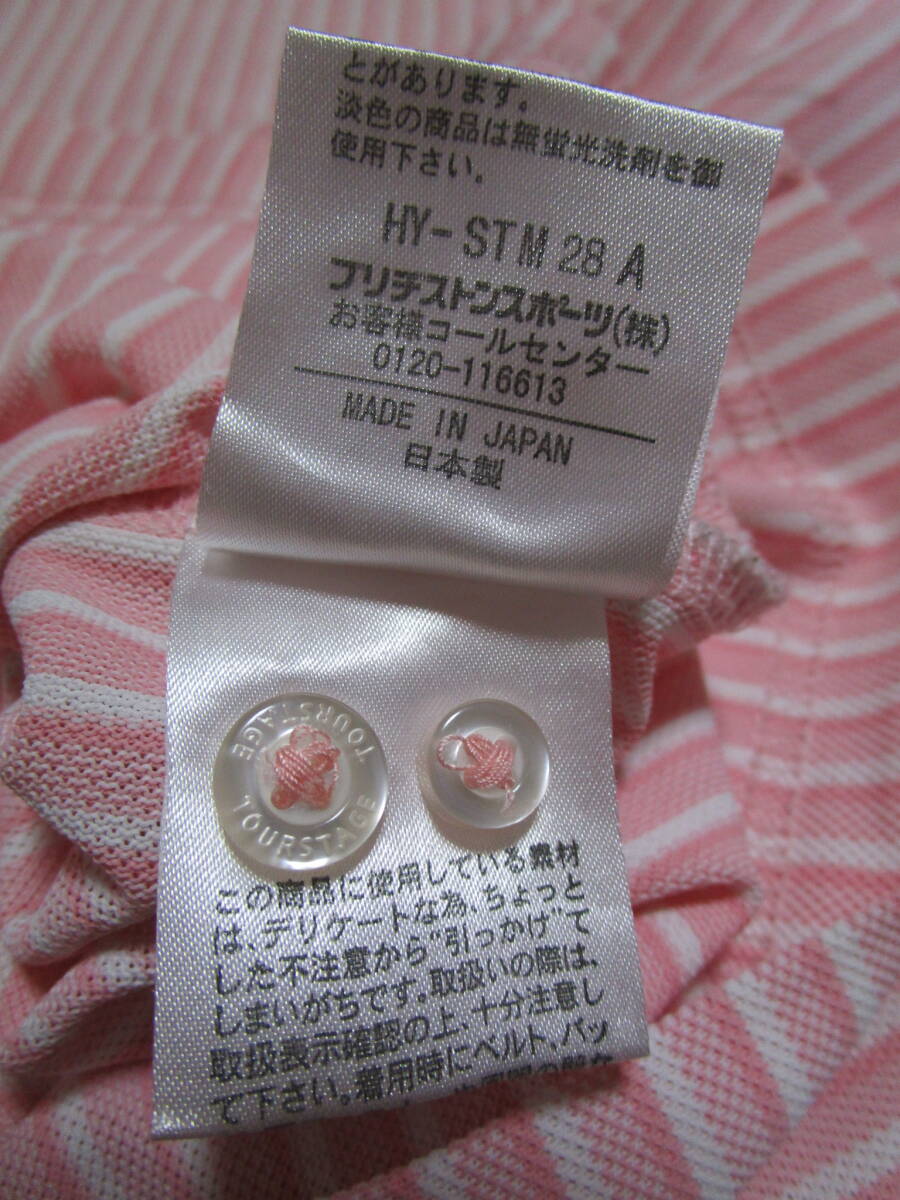 とがあります。
淡色の商品は無蛍光洗剤を御
使用下さい。
HY-STM 28 A
ブリヂストンスポーツ(株)
お客様コールセンター
0120-116613
MADE IN JAPAN
日本製
TOURSTAGE
TOURSTAGE
この商品に使用している素材
は、デリケートな為、ちょっと
した不注意から"引っかけ"て
しまいがちです。取扱いの際は、
取扱表示確認の上、十分注意し
て下さい。着用時にベルト、バッ